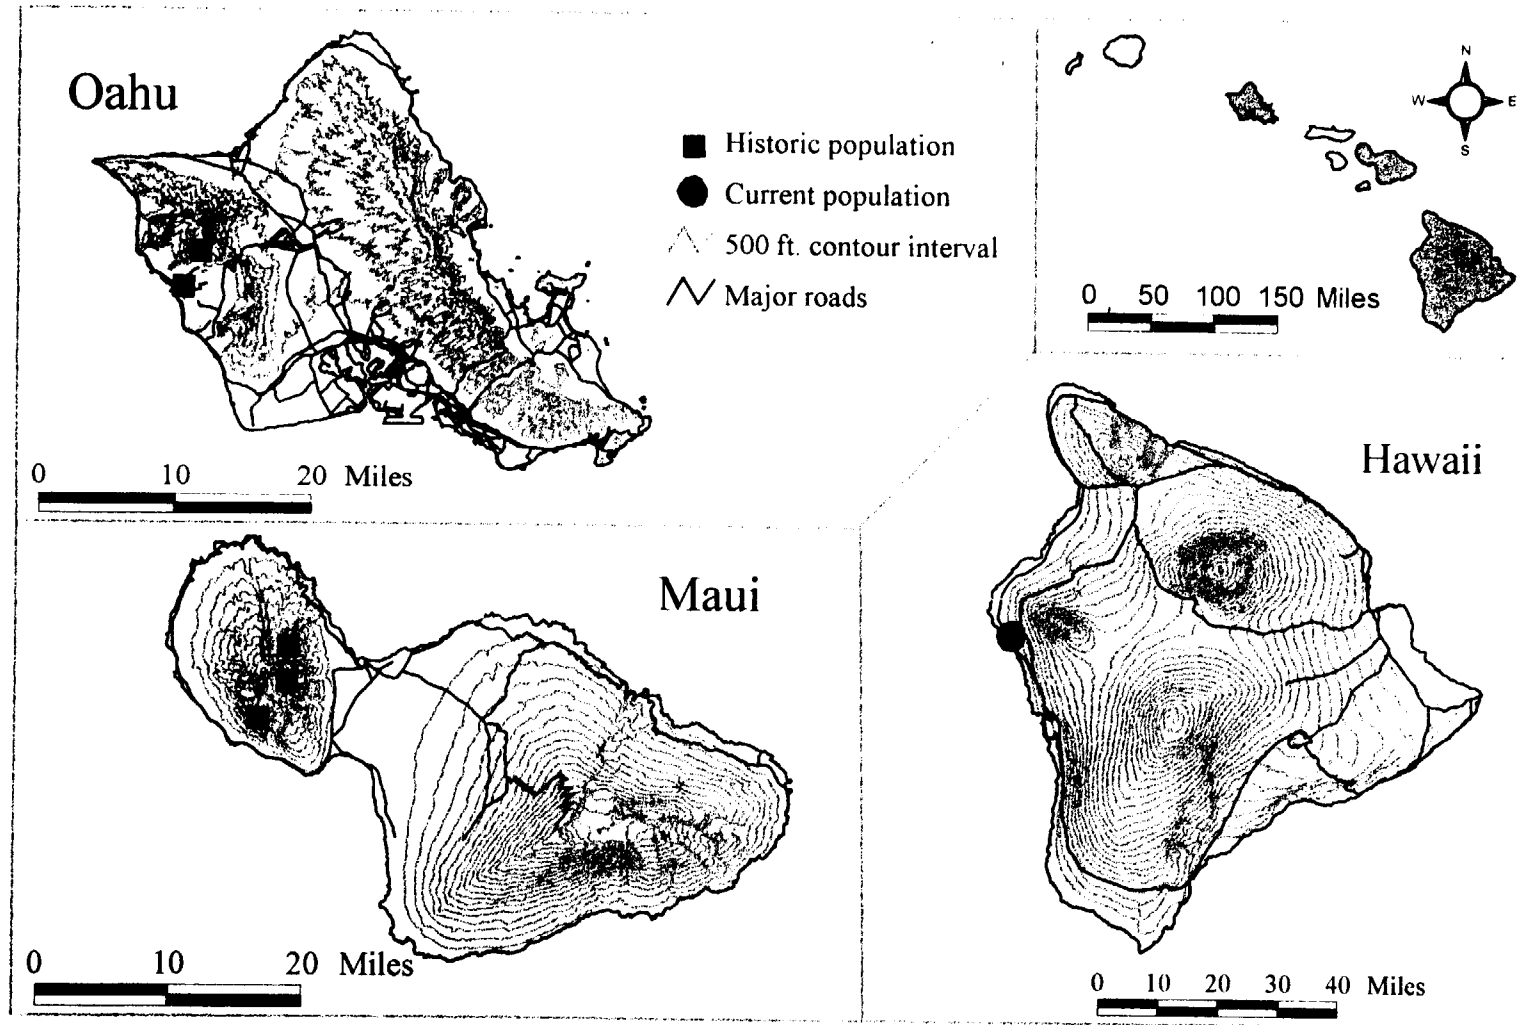 Oahu
Historic population
Current population
500 ft. contour interval
Major roads
0 10 20 Miles
N
W E
S
0 50 100 150 Miles
Maui
0 10 20 Miles
Hawaii
0 10 20 30 40 Miles